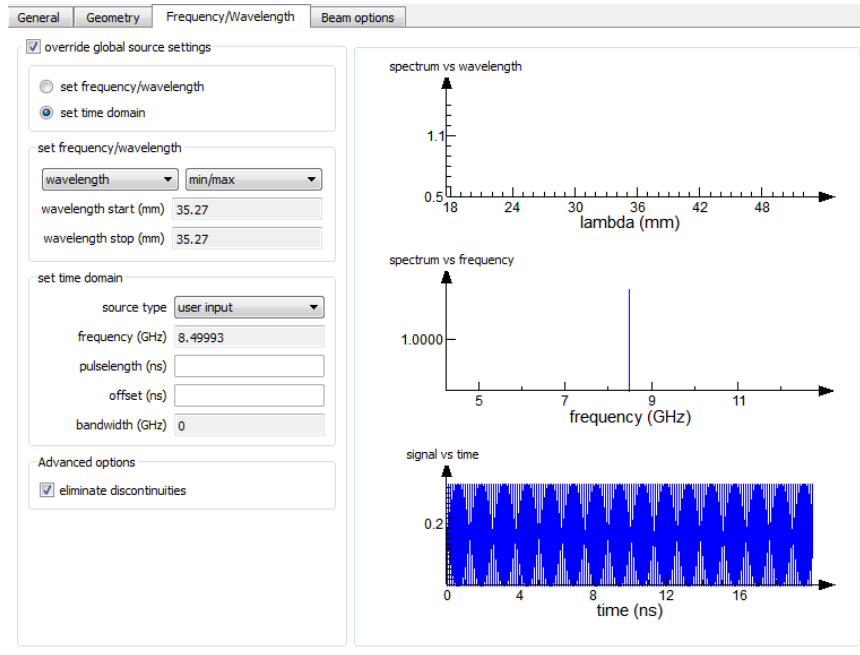 General Geometry Frequency/Wavelength Beam options
override global source settings
set frequency/wavelength
set time domain
set frequency/wavelength
wavelength min/max
wavelength start (mm) 35.27
wavelength stop (mm) 35.27
set time domain
source type user input
frequency (GHz) 8.49993
pulselength (ns)
offset (ns)
bandwidth (GHz) 0
Advanced options
eliminate discontinuities
spectrum vs wavelength
1.1
0.5
18 24 30 36 42 48
lambda (mm)
spectrum vs frequency
1.0000
5 7 9 11
frequency (GHz)
signal vs time
0.2
0 4 8 12 16
time (ns)